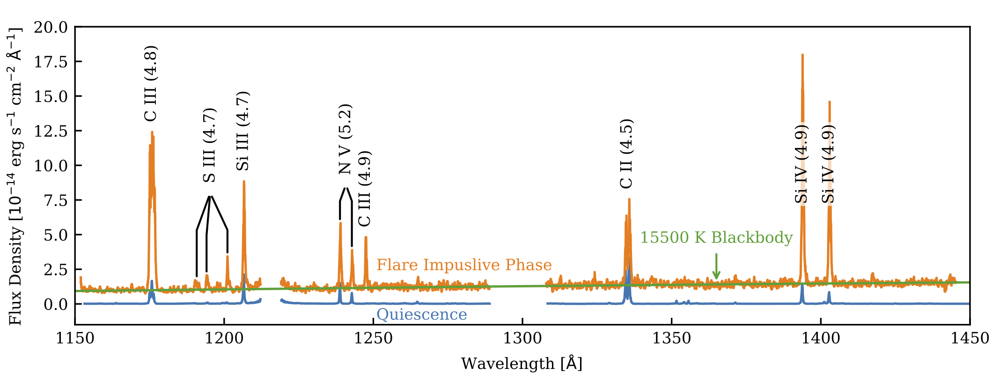 Flux Density [10⁻¹⁴ erg s⁻¹ cm⁻² Å⁻¹]
20.0
17.5
15.0
12.5
10.0
7.5
5.0
2.5
0.0
C III (4.8)
S III (4.7)
Si III (4.7)
N V (5.2)
C III (4.9)
C II (4.5)
Si IV (4.9)
Si IV (4.9)
15500 K Blackbody
Flare Impuslive Phase
Quiescence
1150 1200 1250 1300 1350 1400 1450
Wavelength [Å]